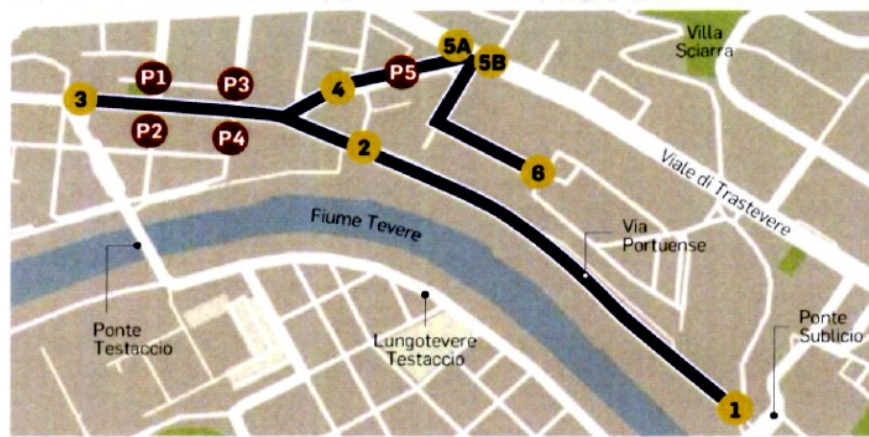 Villa
Sciarra
5A
5B
P1
P3
P5
3
4
P2
P4
2
6
Viale di Trastevere
Fiume Tevere
Via
Portuense
Ponte
Testaccio
Lungotevere
Testaccio
Ponte
Sublicio
1